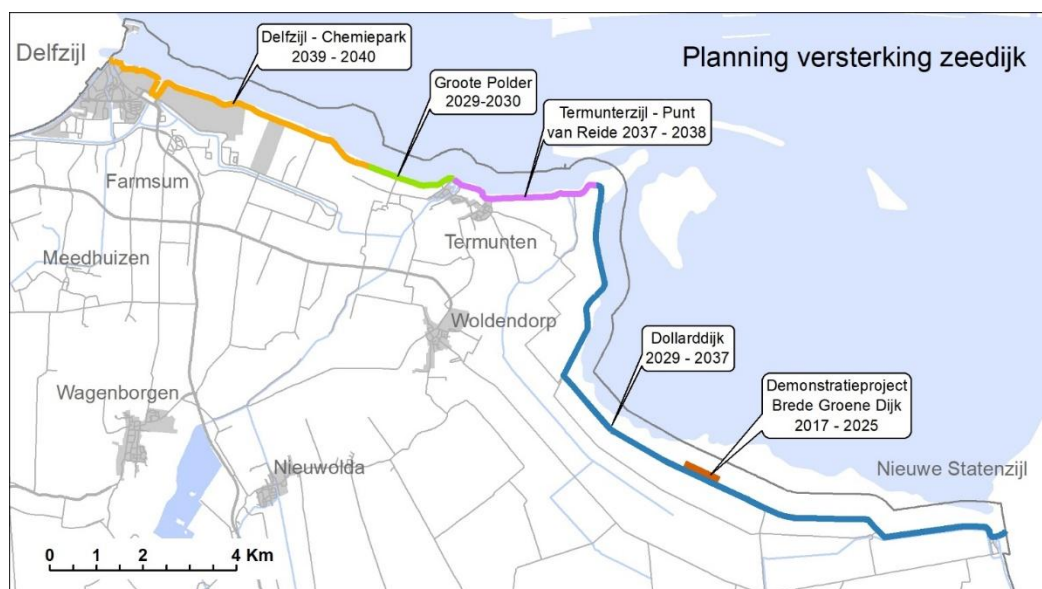 Planning versterking zeedijk
Delfzijl
Delfzijl - Chemiepark
2039 - 2040
Groote Polder
2029-2030
Termunterzijl - Punt
van Reide 2037 - 2038
Farmsum
Termunten
Meedhuizen
Woldendorp
Dollarddijk
2029 - 2037
Demonstratieproject
Brede Groene Dijk
2017 - 2025
Wagenborgen
Nieuwolda
Nieuwe Statenzijl
0 1 2 4 Km